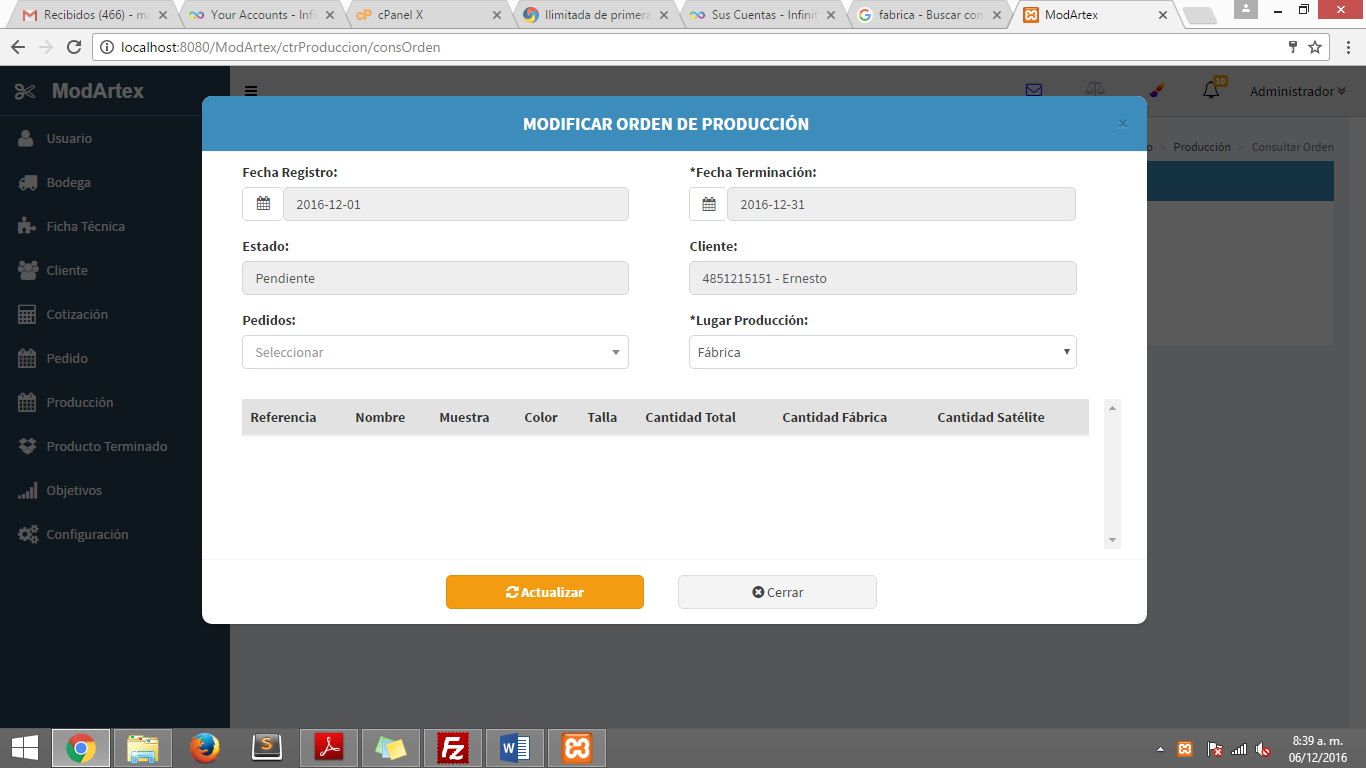 Recibidos (466) - ma
Your Accounts - Infi
cPanel X
Ilimitada de primera
Sus Cuentas - Infinit
fabrica - Buscar con
ModArtex
localhost:8080/ModArtex/ctrProduccion/consOrden
ModArtex
10
Administrador
Producción > Consultar Orden
Usuario
Bodega
Ficha Técnica
Cliente
Cotización
Pedido
Producción
Producto Terminado
Objetivos
Configuración
MODIFICAR ORDEN DE PRODUCCIÓN ×
Fecha Registro: *Fecha Terminación:
2016-12-01 2016-12-31
Estado: Cliente:
Pendiente 4851215151 - Ernesto
Pedidos: *Lugar Producción:
Seleccionar Fábrica
Referencia Nombre Muestra Color Talla Cantidad Total Cantidad Fábrica Cantidad Satélite
Actualizar Cerrar
8:39 a. m.
06/12/2016